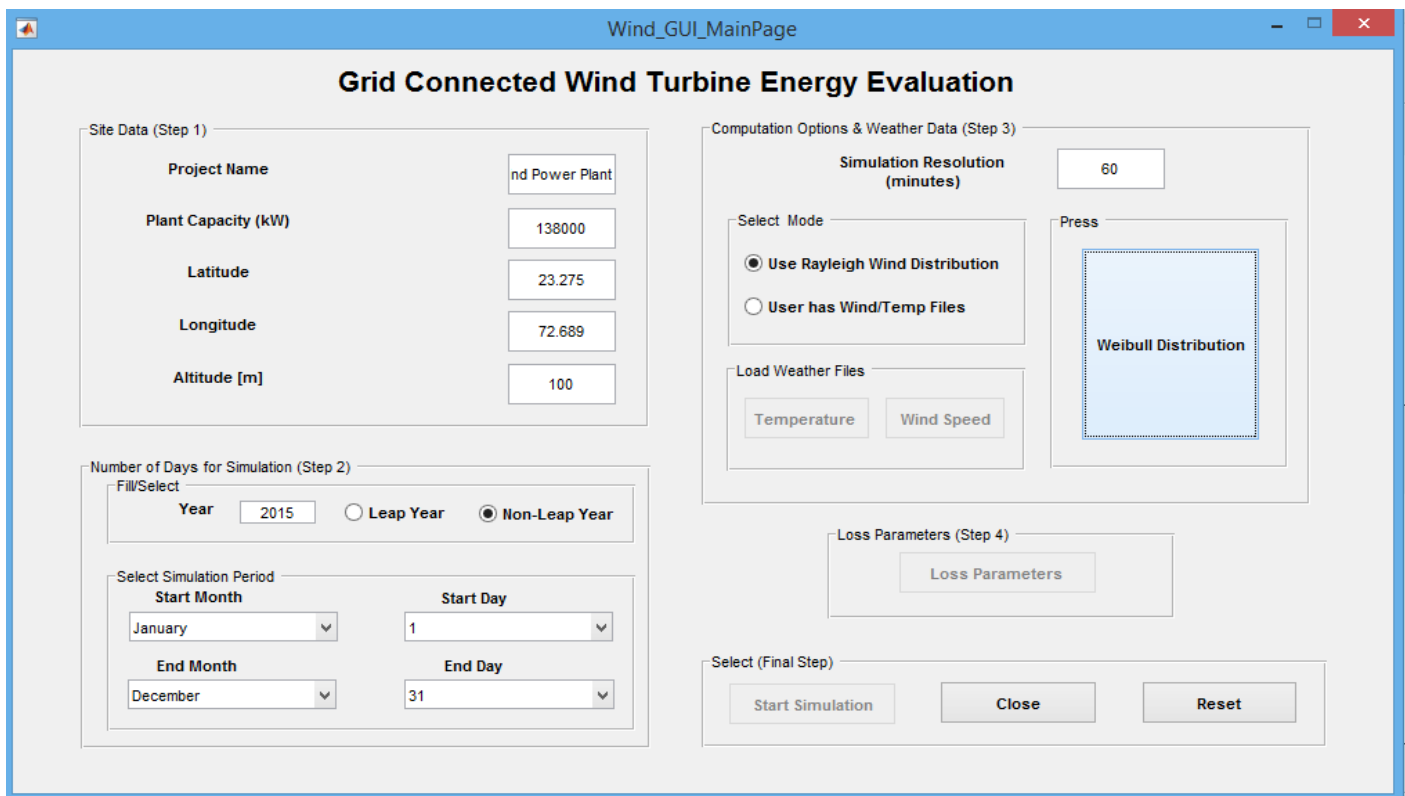 Wind_GUI_MainPage
Grid Connected Wind Turbine Energy Evaluation
Site Data (Step 1)
Project Name
nd Power Plant
Plant Capacity (kW)
138000
Latitude
23.275
Longitude
72.689
Altitude [m]
100
Number of Days for Simulation (Step 2)
Fill/Select
Year
2015
Leap Year
Non-Leap Year
Select Simulation Period
Start Month
Start Day
January
1
End Month
End Day
December
31
Computation Options & Weather Data (Step 3)
Simulation Resolution
(minutes)
60
Select Mode
Use Rayleigh Wind Distribution
User has Wind/Temp Files
Press
Weibull Distribution
Load Weather Files
Temperature
Wind Speed
Loss Parameters (Step 4)
Loss Parameters
Select (Final Step)
Start Simulation
Close
Reset